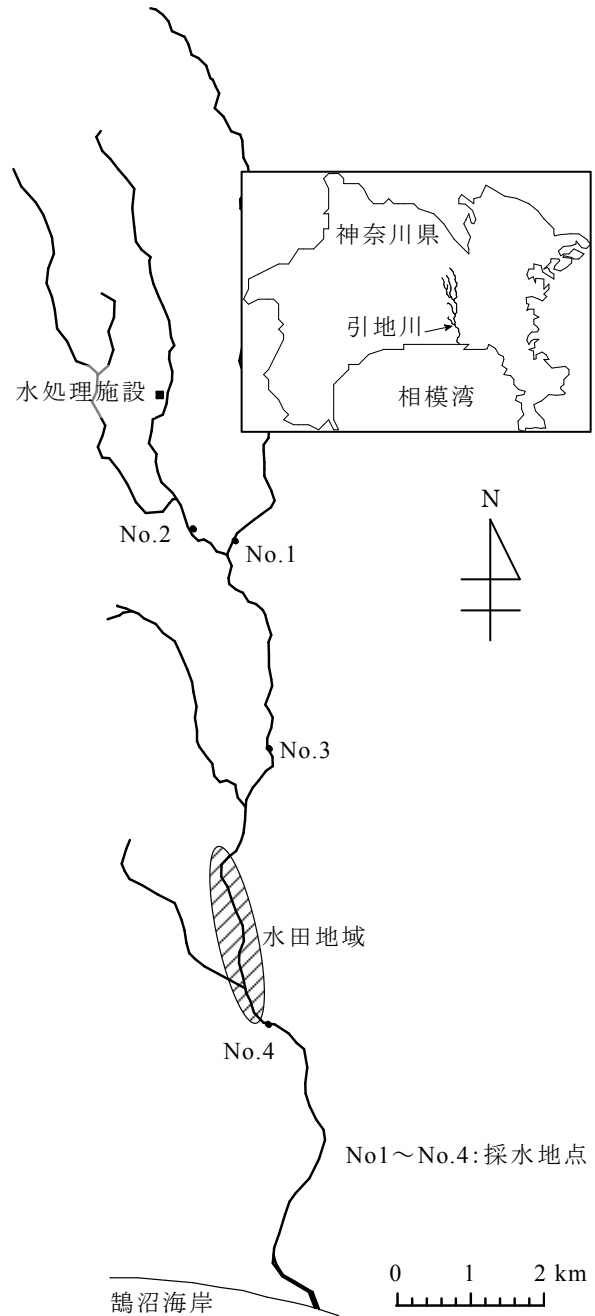 神奈川県
引地川
相模湾
水処理施設
N
No.2
No.1
No.3
水田地域
No.4
No1～No.4:採水地点
0 1 2 km
鵠沼海岸